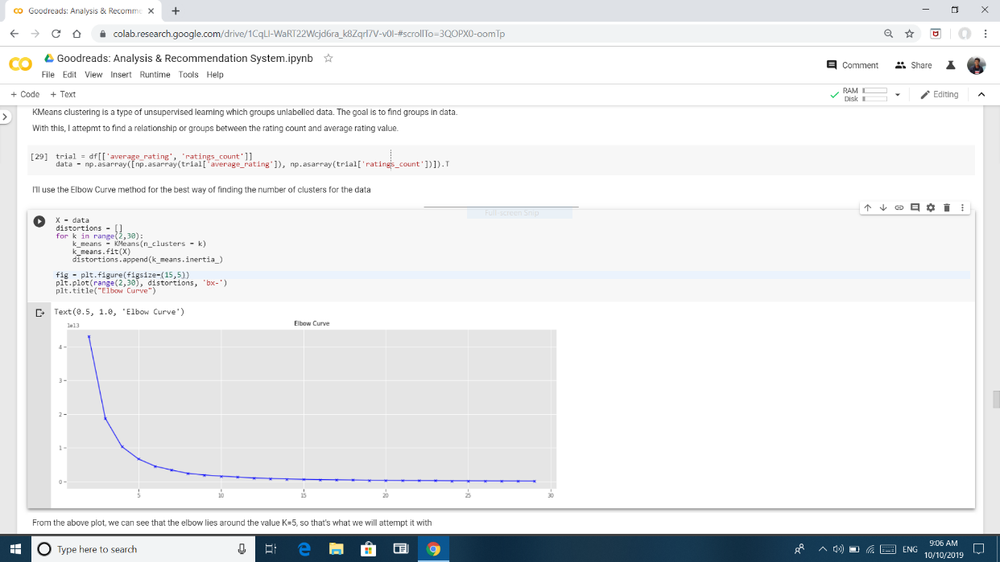 Goodreads: Analysis & Recomme
colab.research.google.com/drive/1CqLI-WaRT22Wcjd6ra_k8Zqrl7V-v0I-#scrollTo=3QOPX0-oomTp
Goodreads: Analysis & Recommendation System.ipynb
Comment
Share
File Edit View Insert Runtime Tools Help
+ Code + Text
RAM
Disk
Editing
KMeans clustering is a type of unsupervised learning which groups unlabelled data. The goal is to find groups in data.
With this, I attepmt to find a relationship or groups between the rating count and average rating value.
[29] trial = df[['average_rating', 'ratings_count']]
data = np.asarray([np.asarray(trial['average_rating']), np.asarray(trial['ratings_count'])]).T
I'll use the Elbow Curve method for the best way of finding the number of clusters for the data
Full-screen Snip
X = data
distortions = []
for k in range(2,30):
k_means = KMeans(n_clusters = k)
k_means.fit(X)
distortions.append(k_means.inertia_)
fig = plt.figure(figsize=(15,5))
plt.plot(range(2,30), distortions, 'bx-')
plt.title("Elbow Curve")
Text(0.5, 1.0, 'Elbow Curve')
1e13
Elbow Curve
4
3
2
1
0
5 10 15 20 25 30
From the above plot, we can see that the elbow lies around the value K=5, so that's what we will attempt it with
Type here to search
ENG
9:06 AM
10/10/2019